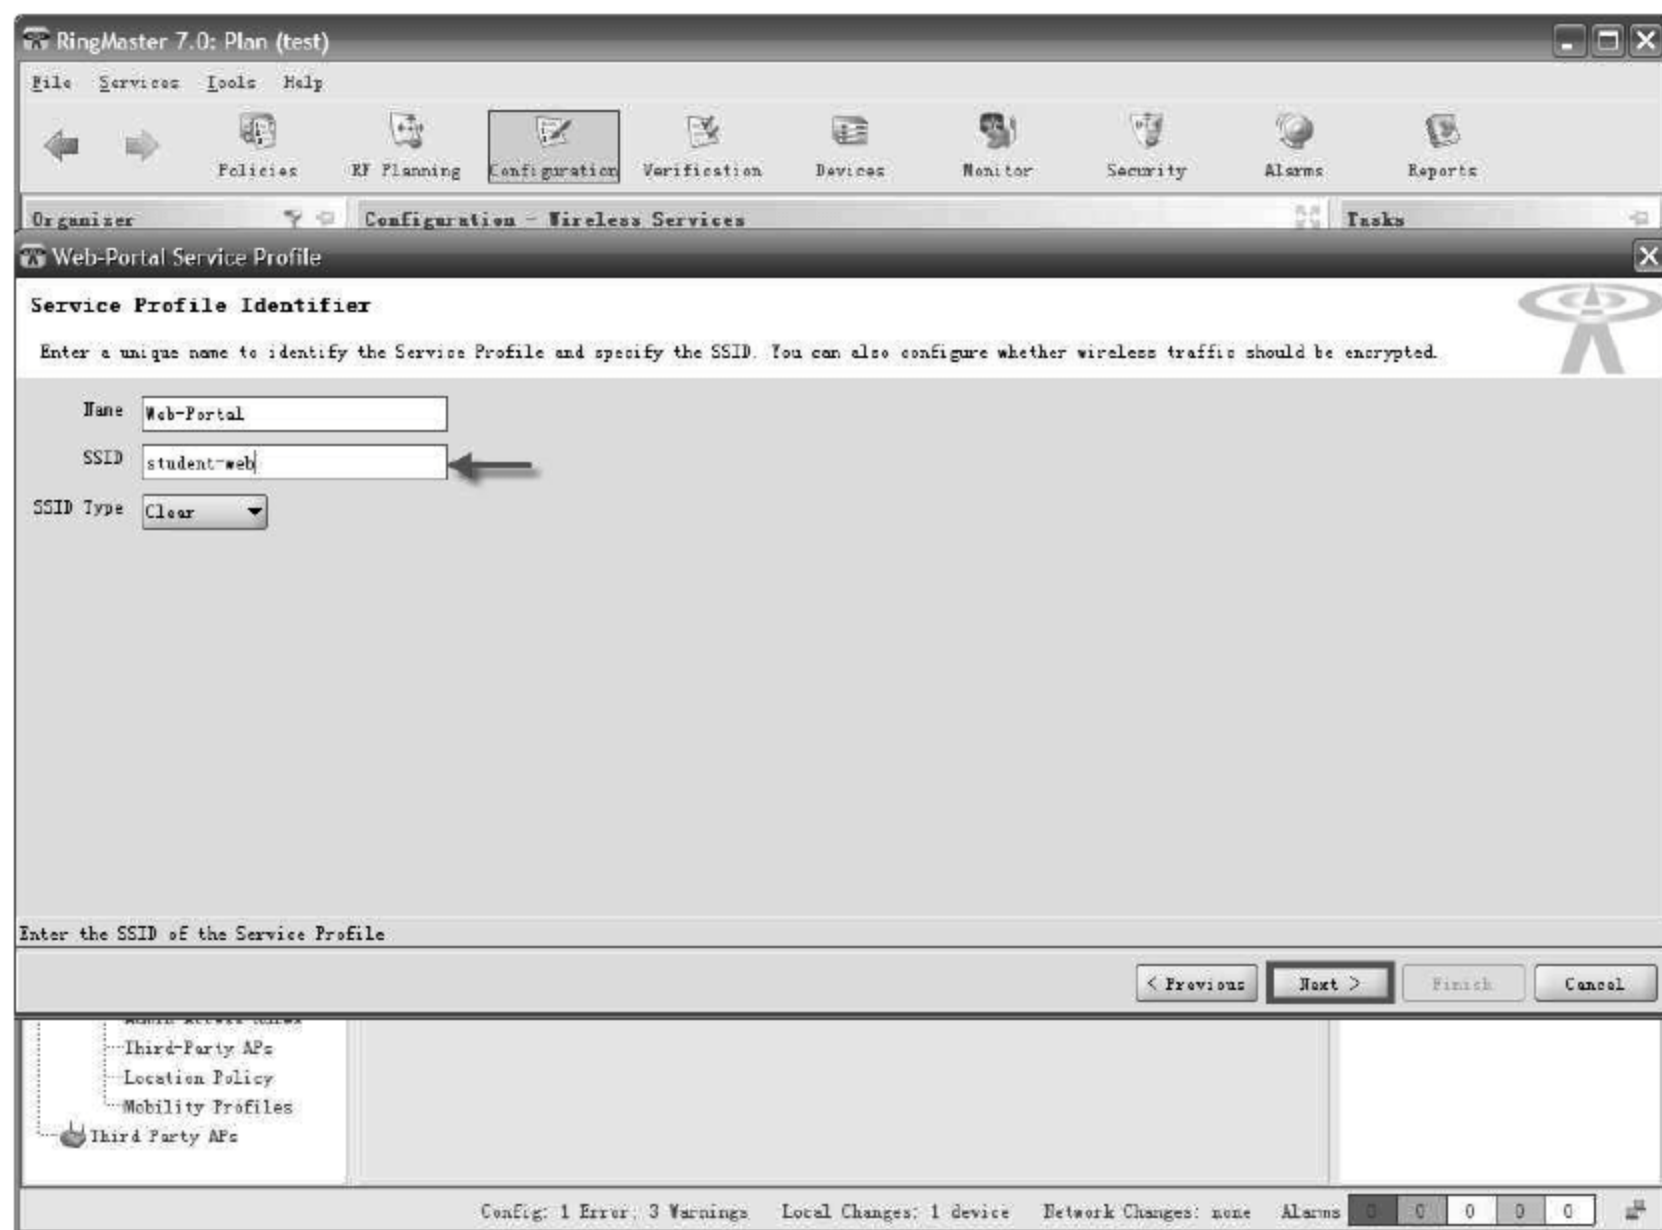 RingMaster 7.0: Plan (test)
File Services Tools Help
Policies RF Planning Configuration Verification Devices Monitor Security Alarms Reports
Organizer Configuration - Wireless Services Tasks
Web-Portal Service Profile
Service Profile Identifier
Enter a unique name to identify the Service Profile and specify the SSID. You can also configure whether wireless traffic should be encrypted.
Name Web-Portal
SSID student-web
SSID Type Clear
Enter the SSID of the Service Profile
< Previous Next > Finish Cancel
Third-Party APs
Location Policy
Mobility Profiles
Third Party APs
Config: 1 Error, 3 Warnings Local Changes: 1 device Network Changes: none Alarms 0 0 0 0 0